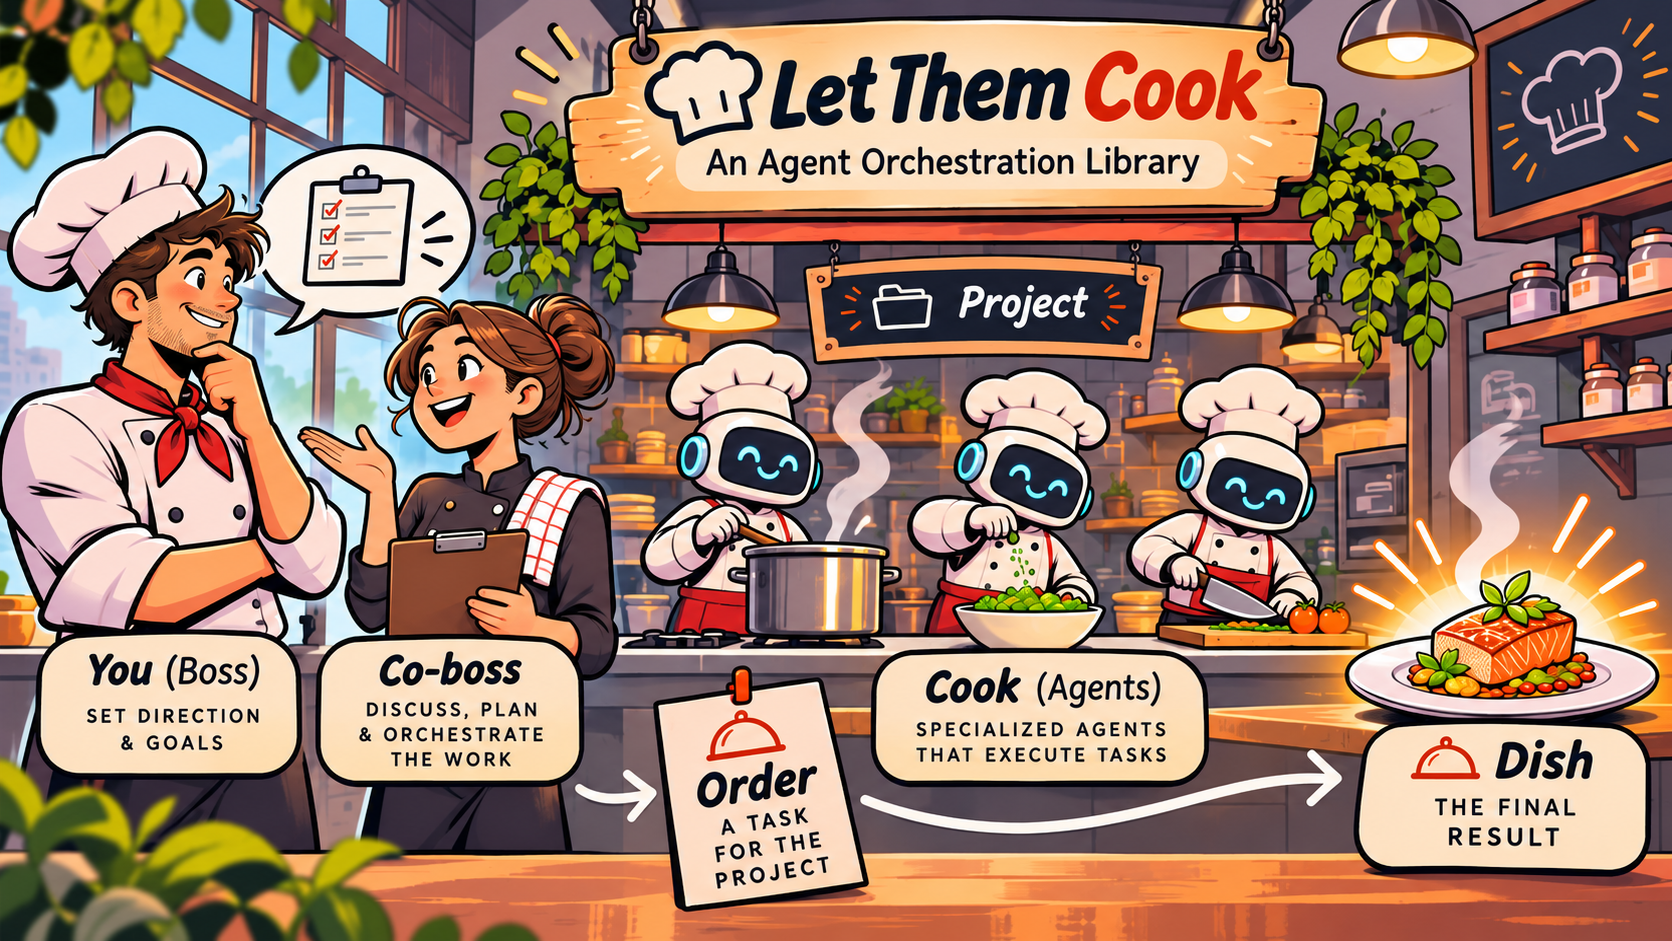 Let Them Cook
An Agent Orchestration Library
Project
You (Boss)
SET DIRECTION
& GOALS
Co-boss
DISCUSS, PLAN
& ORCHESTRATE
THE WORK
Order
A TASK
FOR THE
PROJECT
Cook (Agents)
SPECIALIZED AGENTS
THAT EXECUTE TASKS
Dish
THE FINAL
RESULT